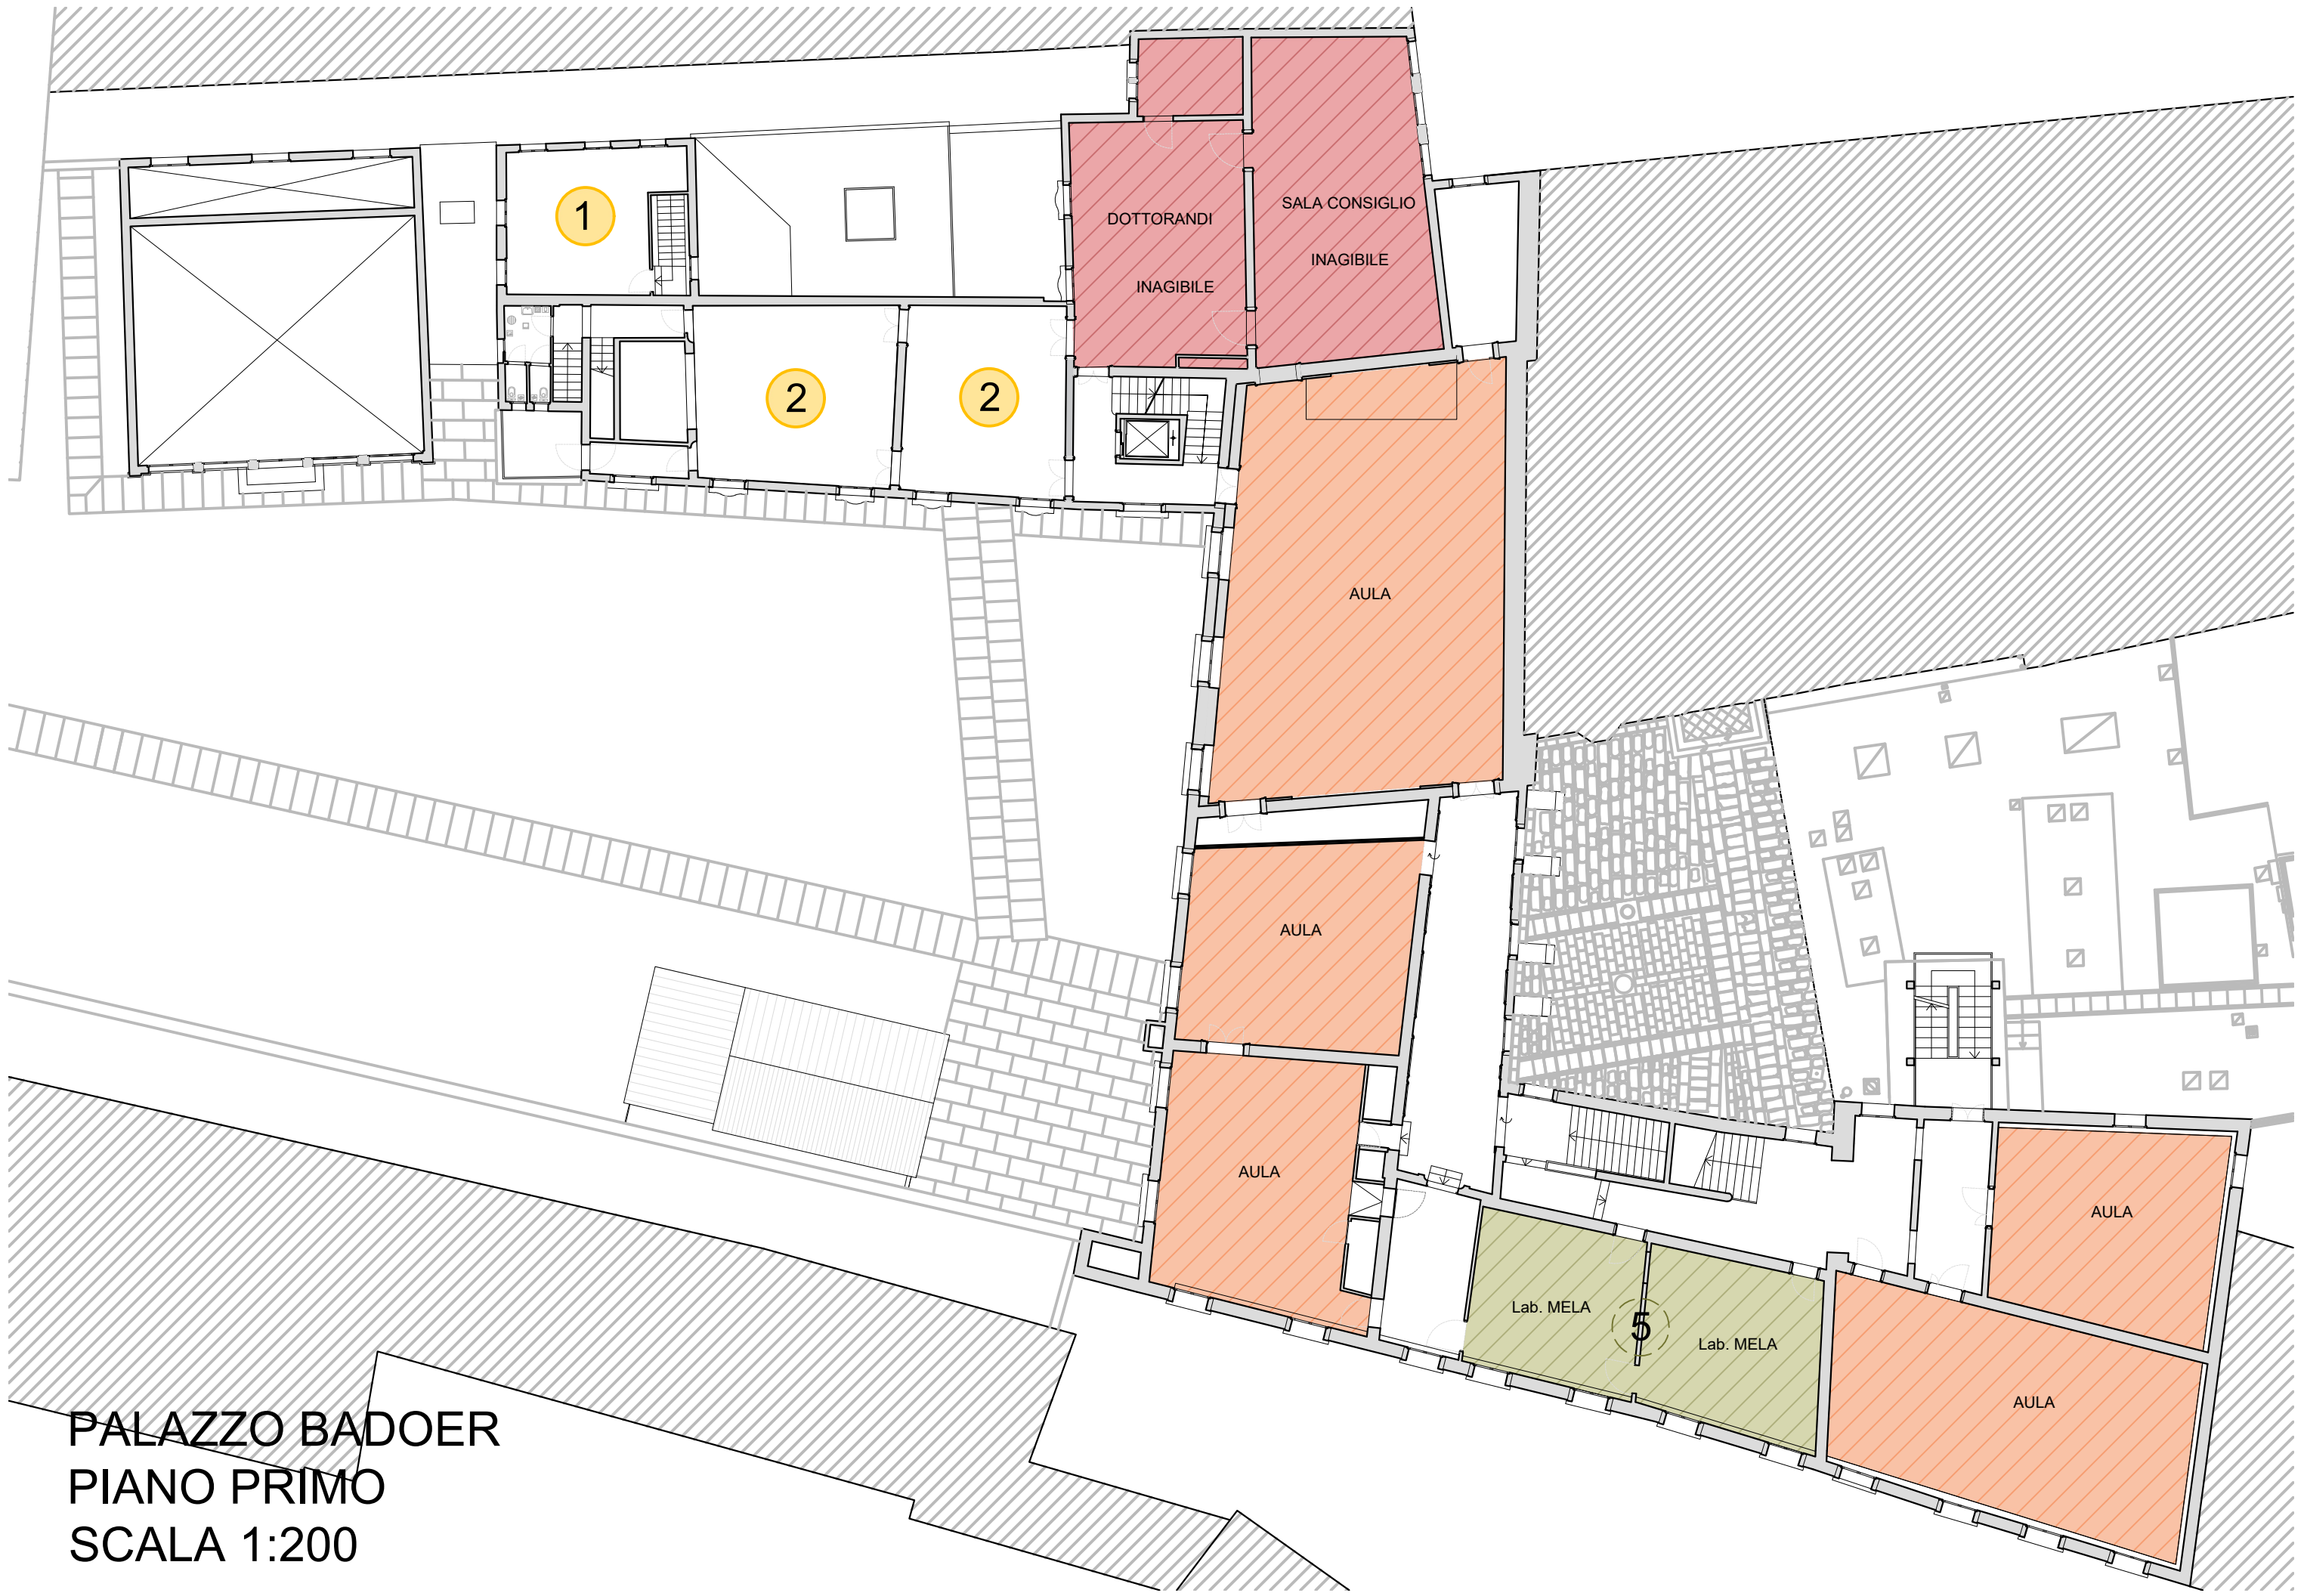 1
DOTTORANDI
INAGIBILE
SALA CONSIGLIO
INAGIBILE
2
2
AULA
AULA
AULA
AULA
Lab. MELA
5
Lab. MELA
AULA
PALAZZO BADOER
PIANO PRIMO
SCALA 1:200